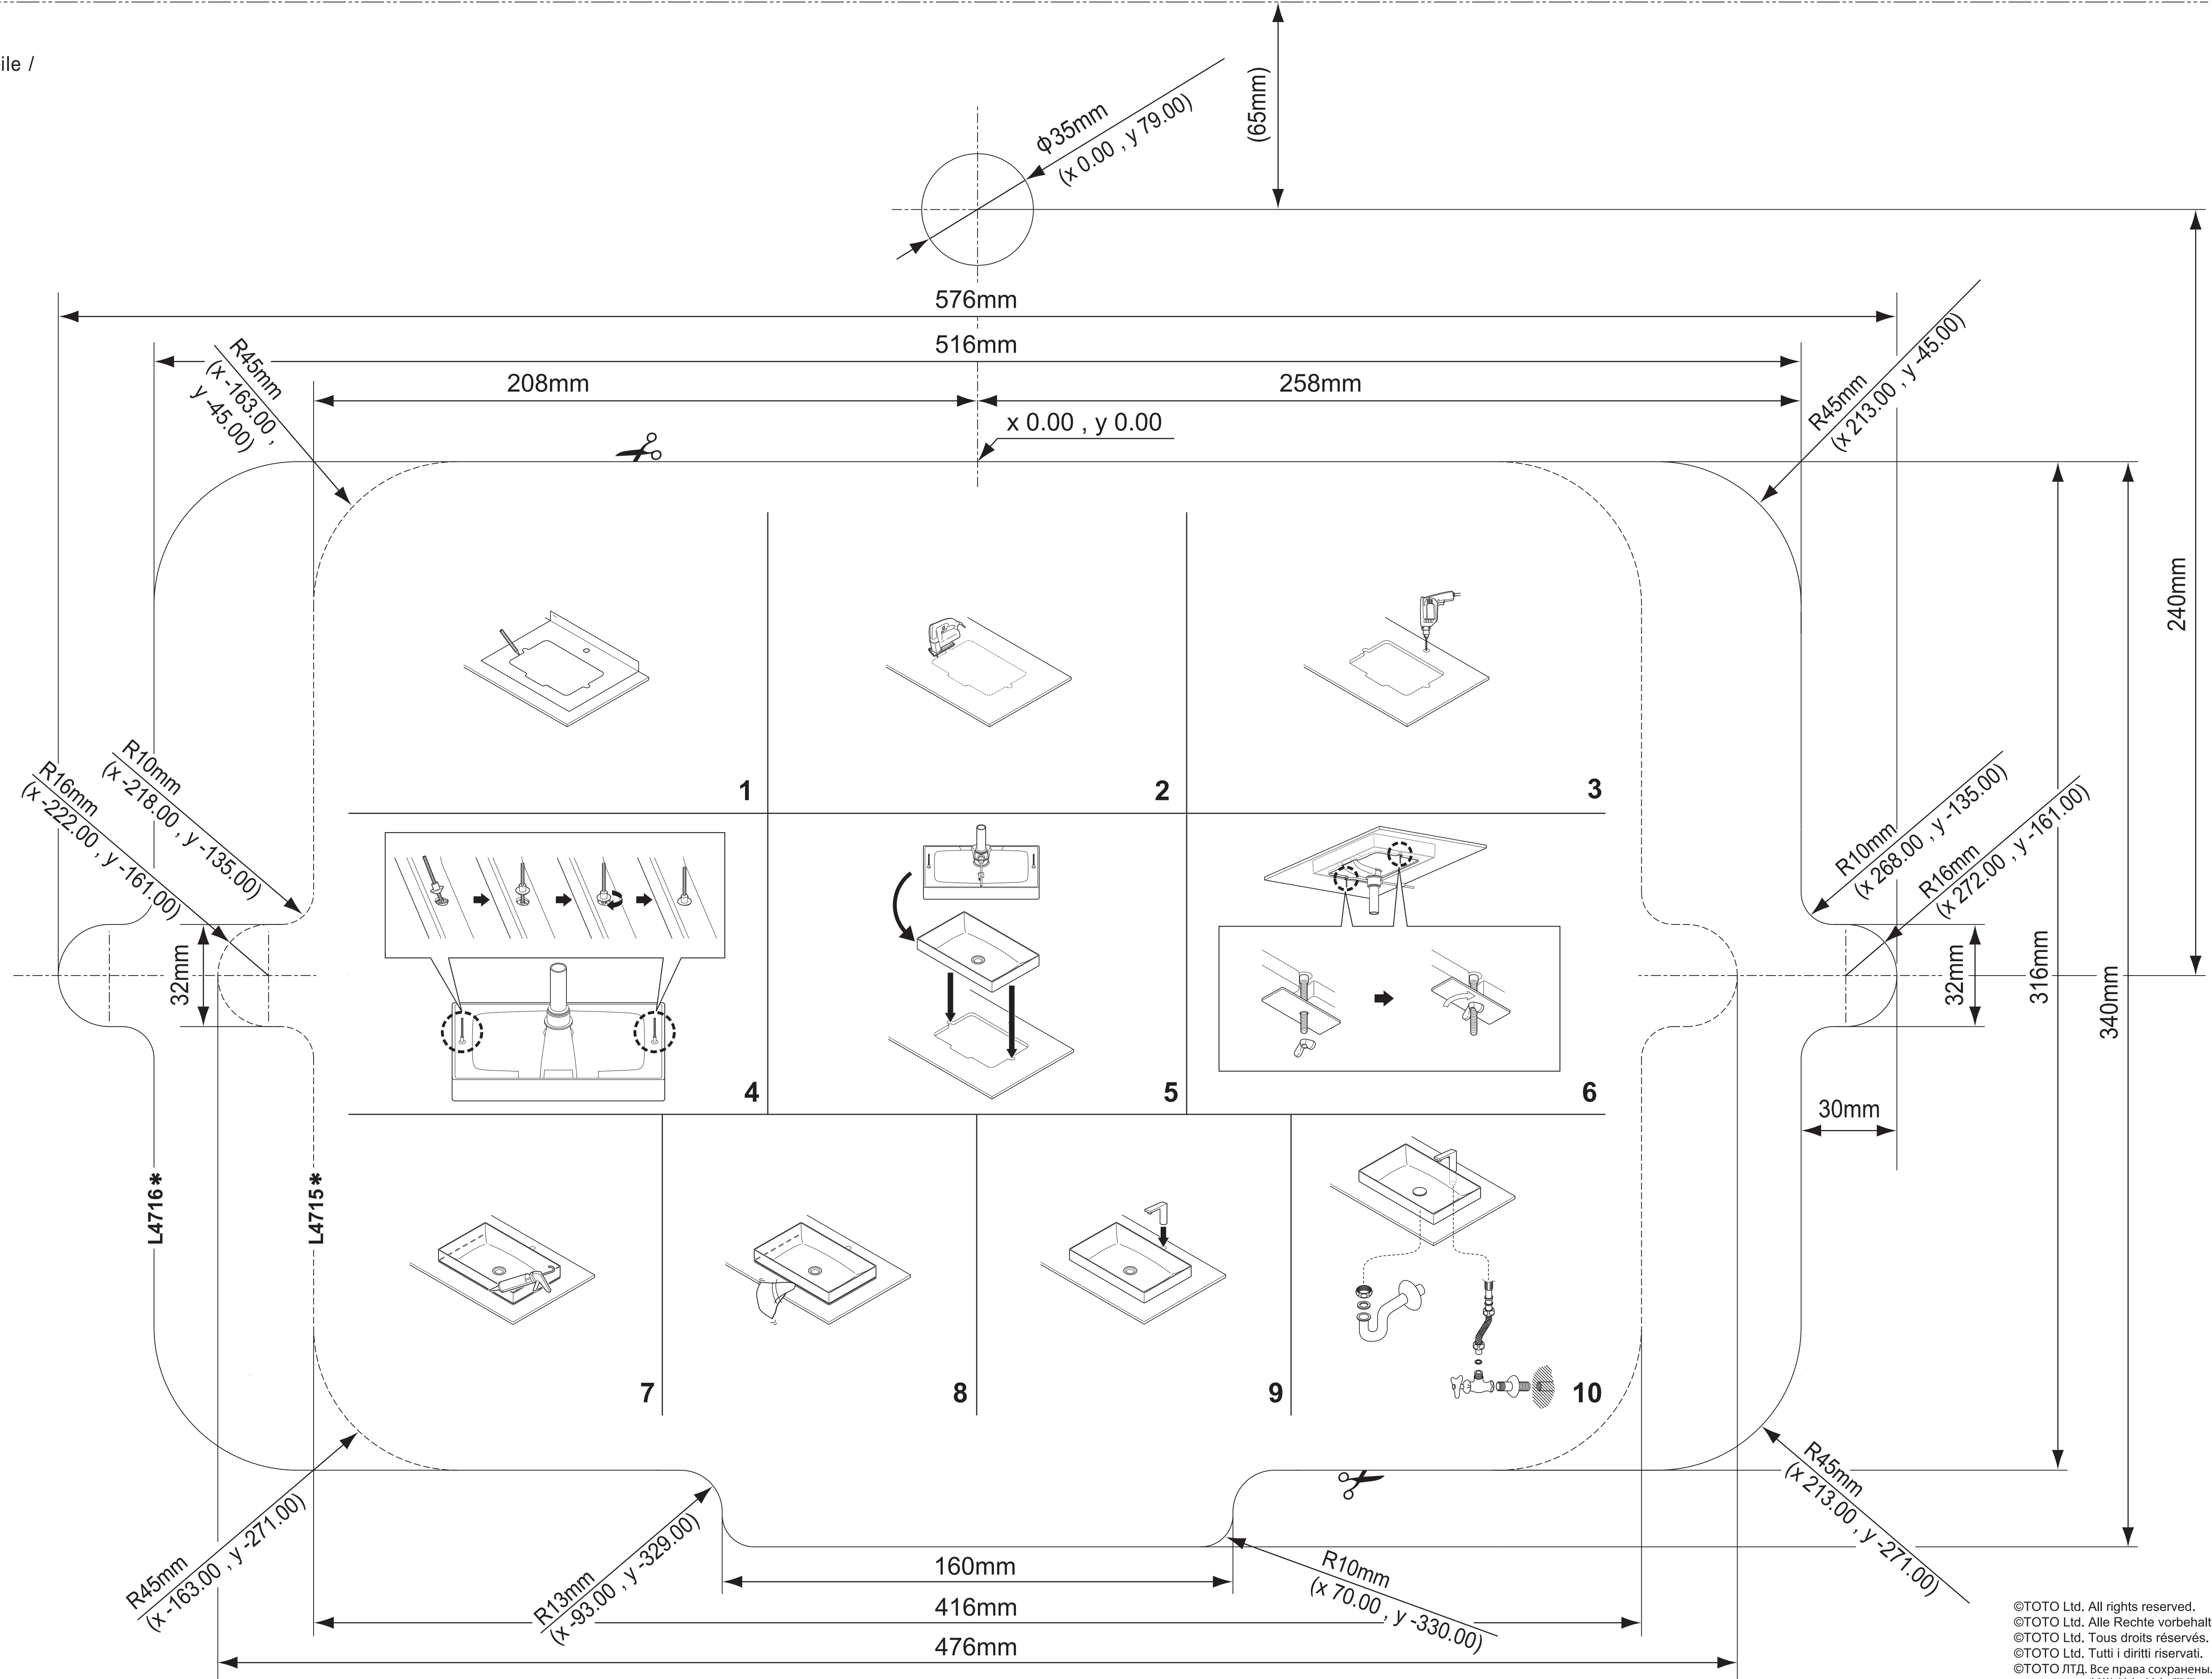 ile /
(65mm)
ϕ35mm
(x 0.00 , y 79.00)
576mm
516mm
208mm
258mm
x 0.00 , y 0.00
R45mm
(x -163.00 ,
y -45.00)
R45mm
(x 213.00 , y -45.00)
240mm
1
2
3
R10mm
(x -218.00 , y -135.00)
R16mm
(x -222.00 , y -161.00)
R10mm
(x 268.00 , y -135.00)
R16mm
(x 272.00 , y -161.00)
32mm
32mm
316mm
340mm
4
5
6
30mm
L4716*
L4715*
7
8
9
10
R45mm
(x -163.00 , y -271.00)
R13mm
(x -93.00 , y -329.00)
R10mm
(x 70.00 , y -330.00)
R45mm
(x 213.00 , y -271.00)
160mm
416mm
476mm
©TOTO Ltd. All rights reserved.
©TOTO Ltd. Alle Rechte vorbehalt
©TOTO Ltd. Tous droits réservés.
©TOTO Ltd. Tutti i diritti riservati.
©TOTO ЛТД. Все права сохранены.